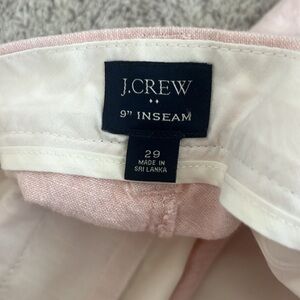 J.CREW
9" INSEAM
29
MADE IN
SRI LANKA